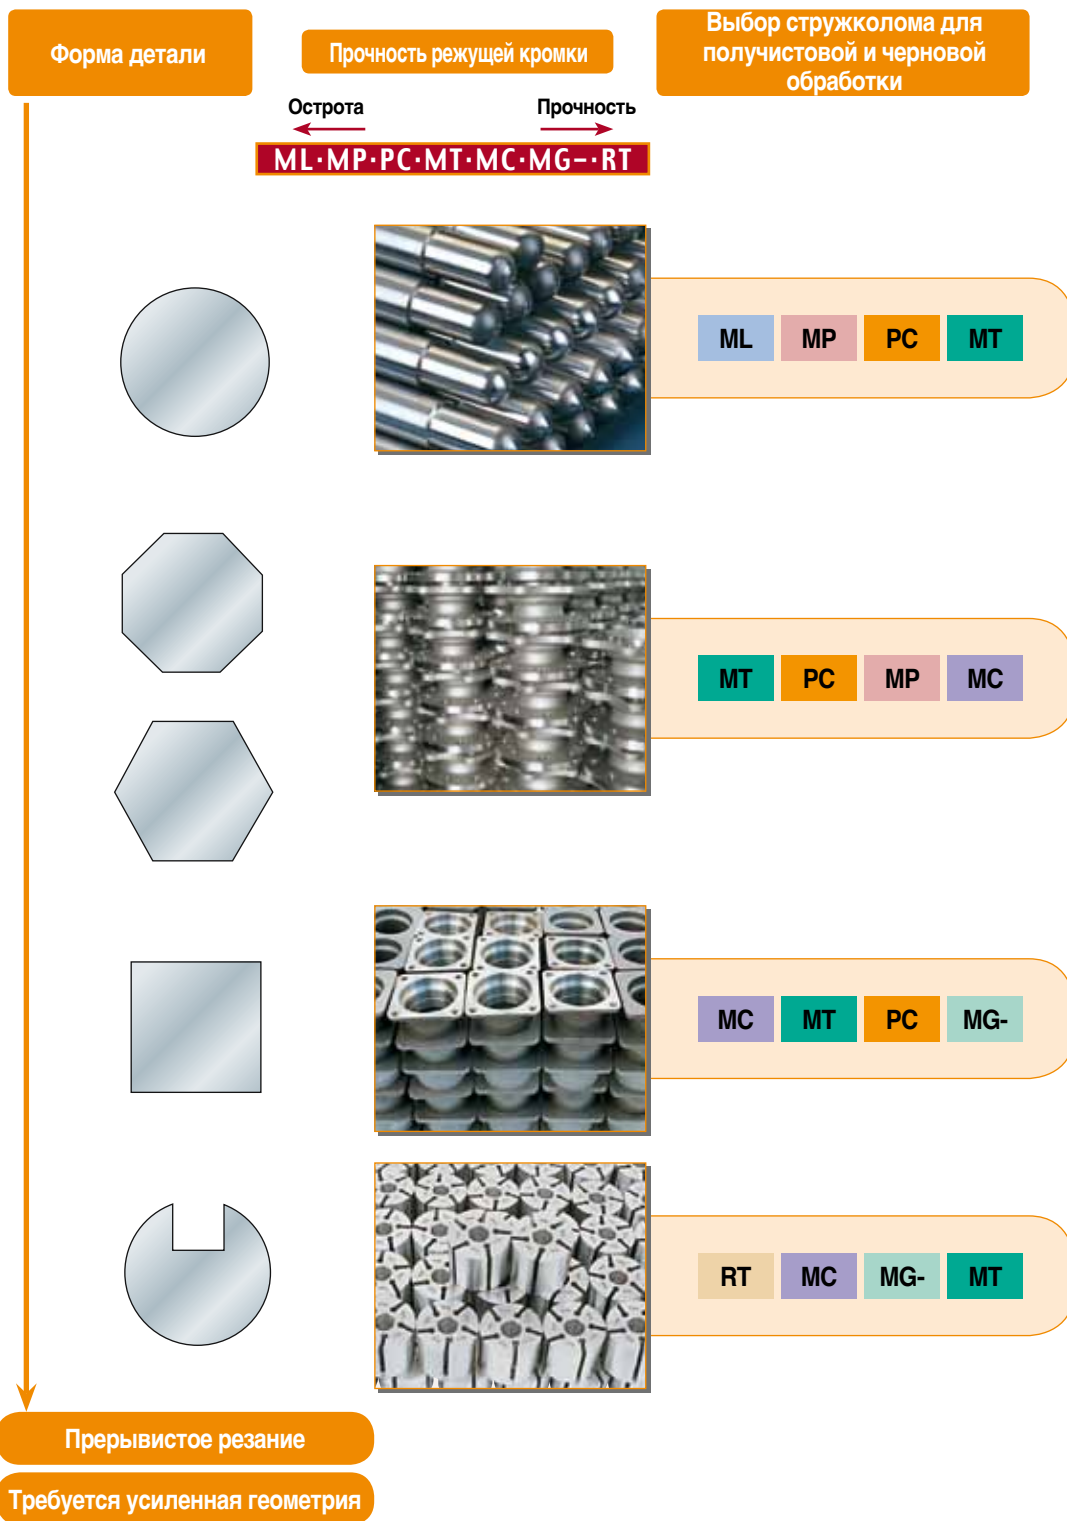 Форма детали
Прочность режущей кромки
Выбор стружколома для
получистовой и черновой
обработки
Острота
Прочность
ML·MP·PC·MT·MC·MG-·RT
ML MP PC MT
MT PC MP MC
MC MT PC MG-
RT MC MG- MT
Прерывистое резание
Требуется усиленная геометрия